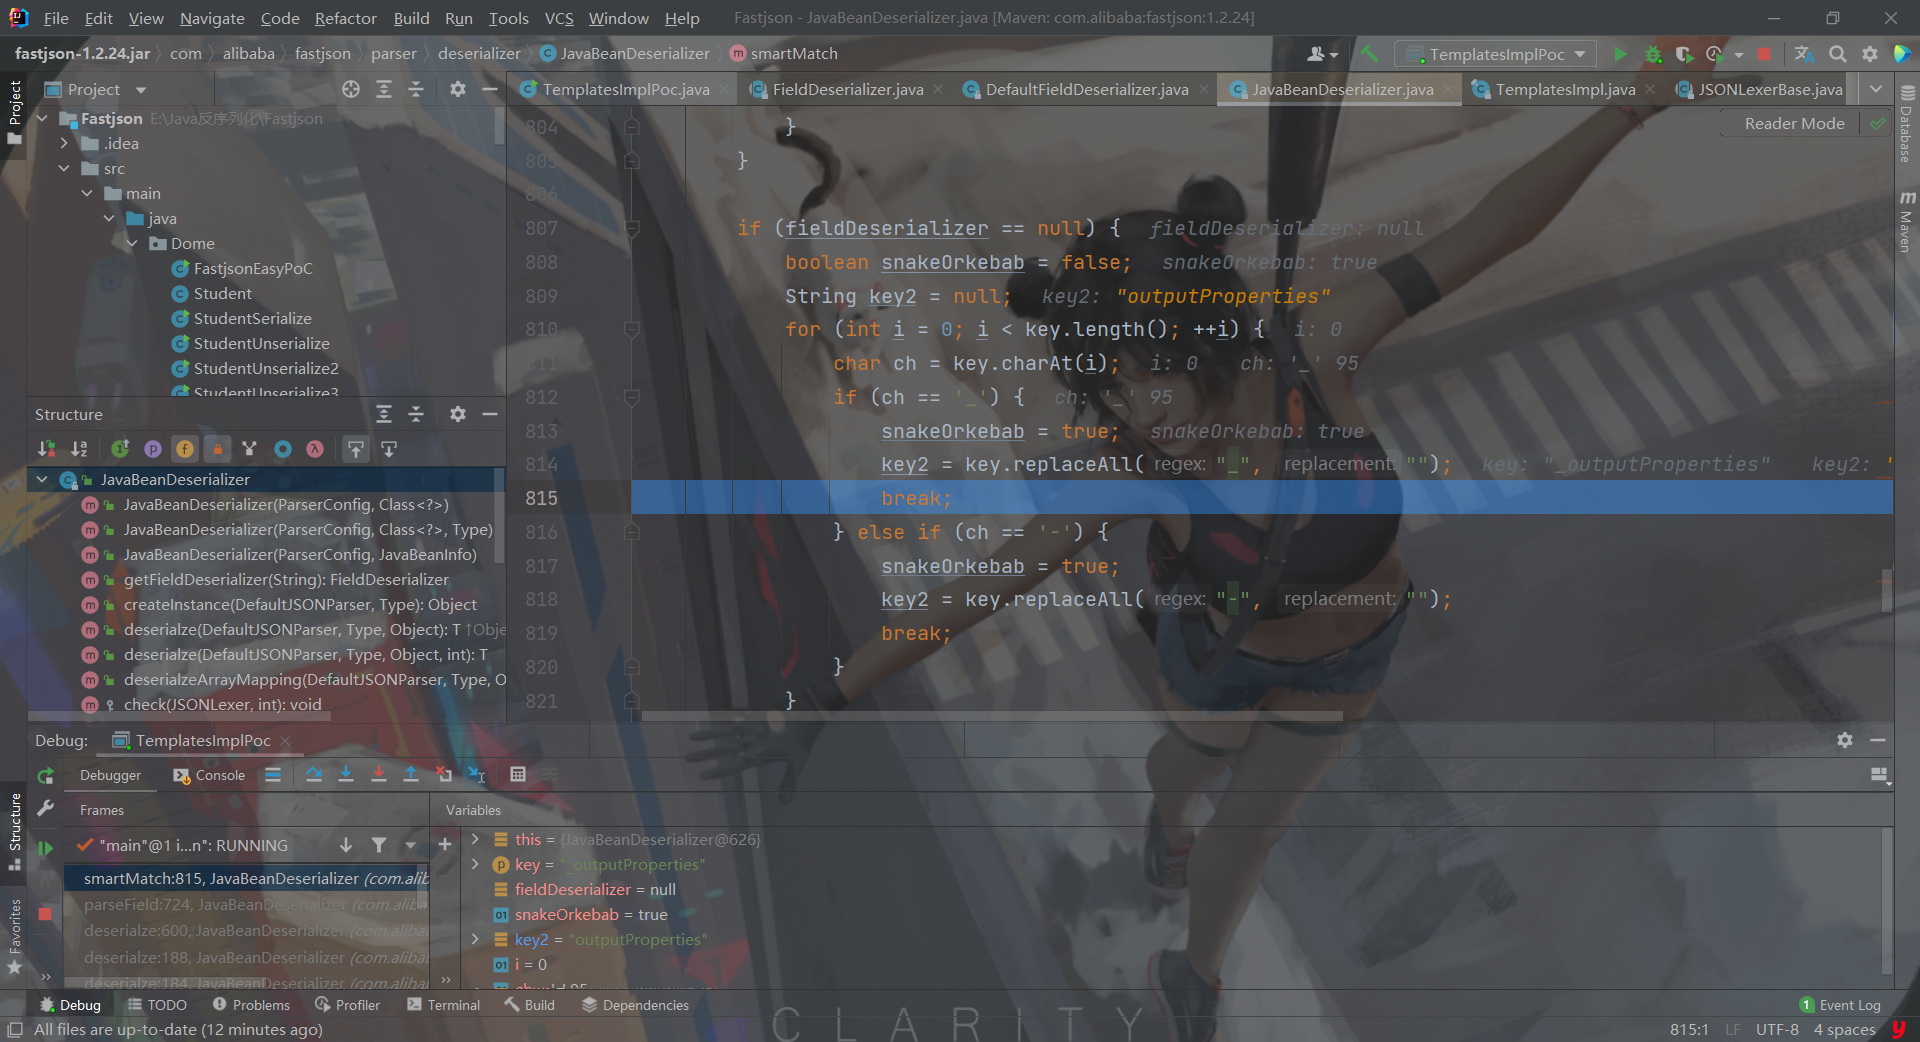 File Edit View Navigate Code Refactor Build Run Tools VCS Window Help Fastjson - JavaBeanDeserializer.java [Maven: com.alibaba:fastjson:1.2.24]
fastjson-1.2.24.jar com alibaba fastjson parser deserializer JavaBeanDeserializer smartMatch TemplatesImplPoc
Project
Project
TemplatesImplPoc.java FieldDeserializer.java DefaultFieldDeserializer.java JavaBeanDeserializer.java TemplatesImpl.java JSONLexerBase.java
Fastjson E:\Java反序列化\Fastjson
.idea
src
main
java
Dome
FastjsonEasyPoC
Student
StudentSerialize
StudentUnserialize
StudentUnserialize2
StudentUnserialize3
Reader Mode
Database
Maven
804 }
805 }
806
807 if (fieldDeserializer == null) { fieldDeserializer: null
808 boolean snakeOrkebab = false; snakeOrkebab: true
809 String key2 = null; key2: "outputProperties"
810 for (int i = 0; i < key.length(); ++i) { i: 0
811 char ch = key.charAt(i); i: 0 ch: '_' 95
812 if (ch == '_') { ch: '_' 95
813 snakeOrkebab = true; snakeOrkebab: true
814 key2 = key.replaceAll( regex: "_", replacement: ""); key: "_outputProperties" key2: "
815 break;
816 } else if (ch == '-') {
817 snakeOrkebab = true;
818 key2 = key.replaceAll( regex: "-", replacement: "");
819 break;
820 }
821 }
Structure
JavaBeanDeserializer
JavaBeanDeserializer(ParserConfig, Class<?>)
JavaBeanDeserializer(ParserConfig, Class<?>, Type)
JavaBeanDeserializer(ParserConfig, JavaBeanInfo)
getFieldDeserializer(String): FieldDeserializer
createInstance(DefaultJSONParser, Type): Object
deserialze(DefaultJSONParser, Type, Object): T ↑Obje
deserialze(DefaultJSONParser, Type, Object, int): T
deserialzeArrayMapping(DefaultJSONParser, Type, O
check(JSONLexer, int): void
Debug: TemplatesImplPoc
Debugger Console
Structure
Favorites
Frames
"main"@1 i...n": RUNNING
smartMatch:815, JavaBeanDeserializer (com.alib
parseField:724, JavaBeanDeserializer (com.aliba
deserialze:600, JavaBeanDeserializer (com.aliba
deserialze:188, JavaBeanDeserializer (com.aliba
deserialze:184, JavaBeanDeserializer (com.aliba
Variables
this = {JavaBeanDeserializer@626}
key = "_outputProperties"
fieldDeserializer = null
snakeOrkebab = true
key2 = "outputProperties"
i = 0
Debug TODO Problems Profiler Terminal Build Dependencies 1 Event Log
CLARITY
All files are up-to-date (12 minutes ago) 815:1 LF UTF-8 4 spaces